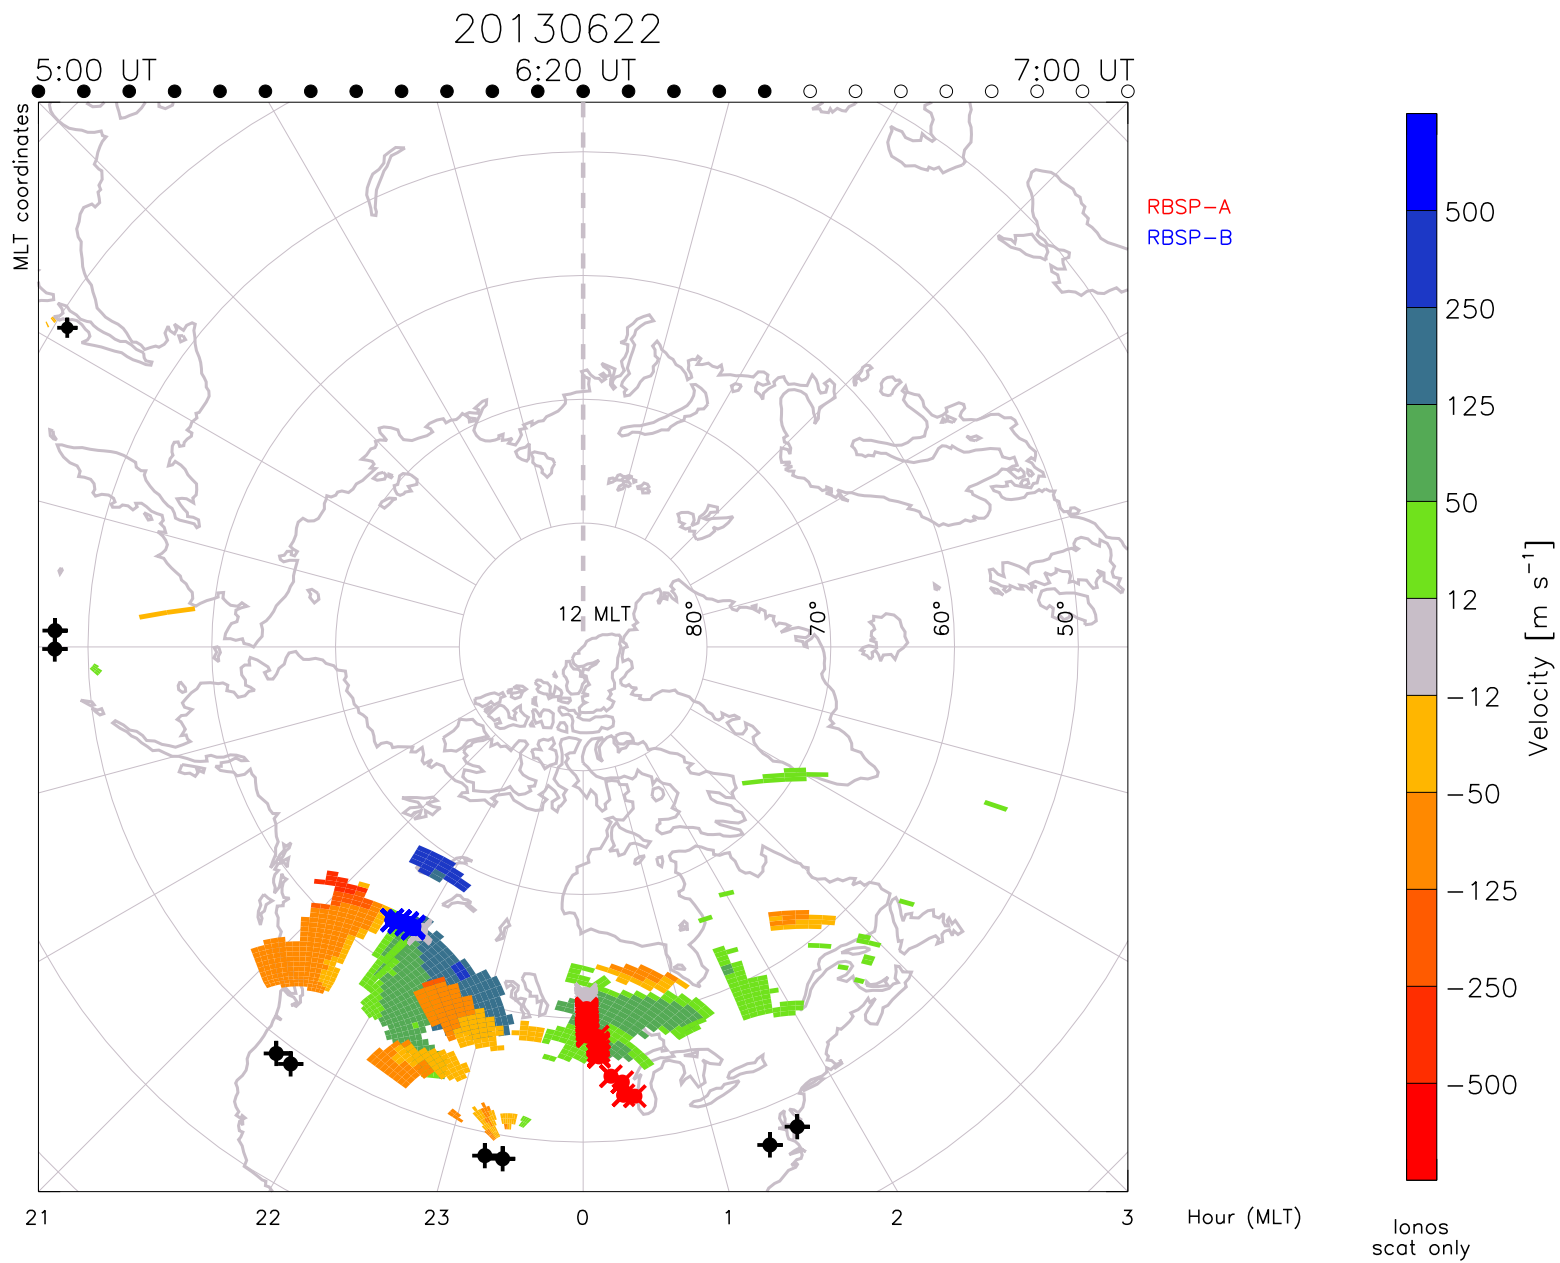 20130622
5:00 UT 6:20 UT 7:00 UT
MLT coordinates
RBSP-A
RBSP-B
12 MLT
80°
70°
60°
50°
500
250
125
50
12
-12
-50
-125
-250
-500
Velocity [m s⁻¹]
21 22 23 0 1 2 3 Hour (MLT)
Ionos
scat only